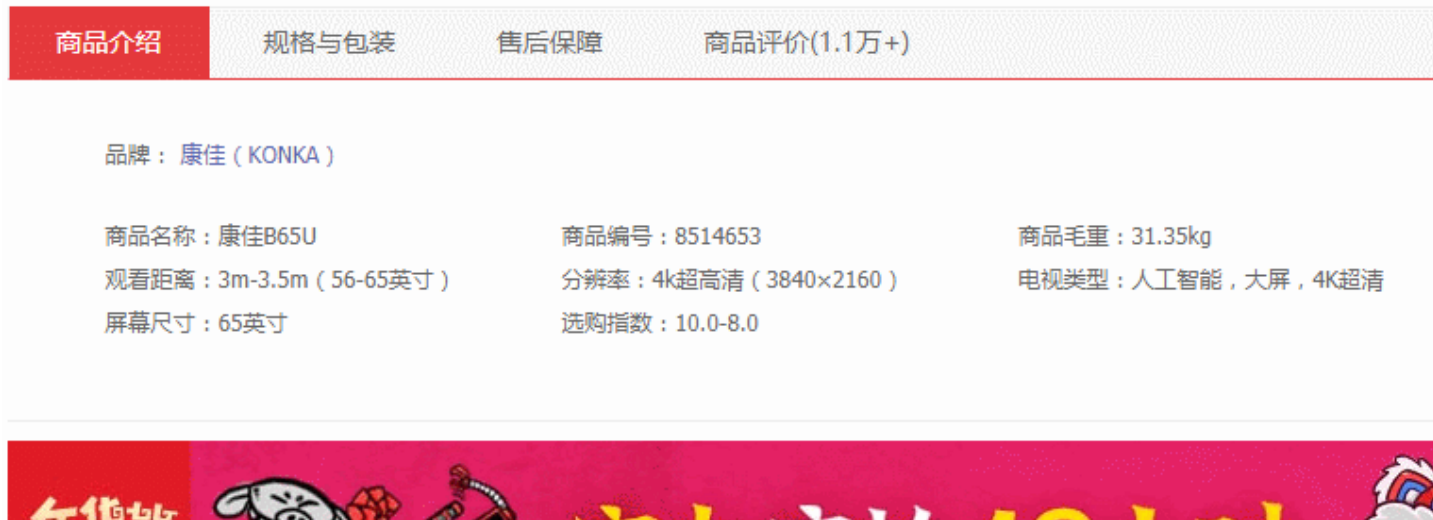 商品介绍 规格与包装 售后保障 商品评价(1.1万+)
品牌： 康佳（KONKA）
商品名称：康佳B65U 商品编号：8514653 商品毛重：31.35kg
观看距离：3m-3.5m（56-65英寸） 分辨率：4k超高清（3840×2160） 电视类型：人工智能，大屏，4K超清
屏幕尺寸：65英寸 选购指数：10.0-8.0